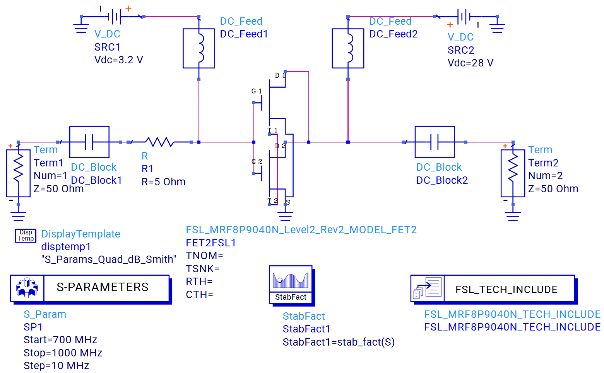 V_DC
SRC1
Vdc=3.2 V
DC_Feed
DC_Feed1
DC_Feed
DC_Feed2
V_DC
SRC2
Vdc=28 V
G 1
D 1
Term
Term1
Num=1
Z=50 Ohm
DC_Block
DC_Block1
R
R1
R=5 Ohm
DC_Block
DC_Block2
Term
Term2
Num=2
Z=50 Ohm
Disp
Temp
DisplayTemplate
disptemp1
"S_Params_Quad_dB_Smith"
FSL_MRF8P9040N_Level2_Rev2_MODEL_FET2
FET2FSL1
TNOM=
TSNK=
RTH=
CTH=
S-PARAMETERS
S_Param
SP1
Start=700 MHz
Stop=1000 MHz
Step=10 MHz
StabFact
StabFact
StabFact1
StabFact1=stab_fact(S)
FSL_TECH_INCLUDE
FSL_MRF8P9040N_TECH_INCLUDE
FSL_MRF8P9040N_TECH_INCLUDE